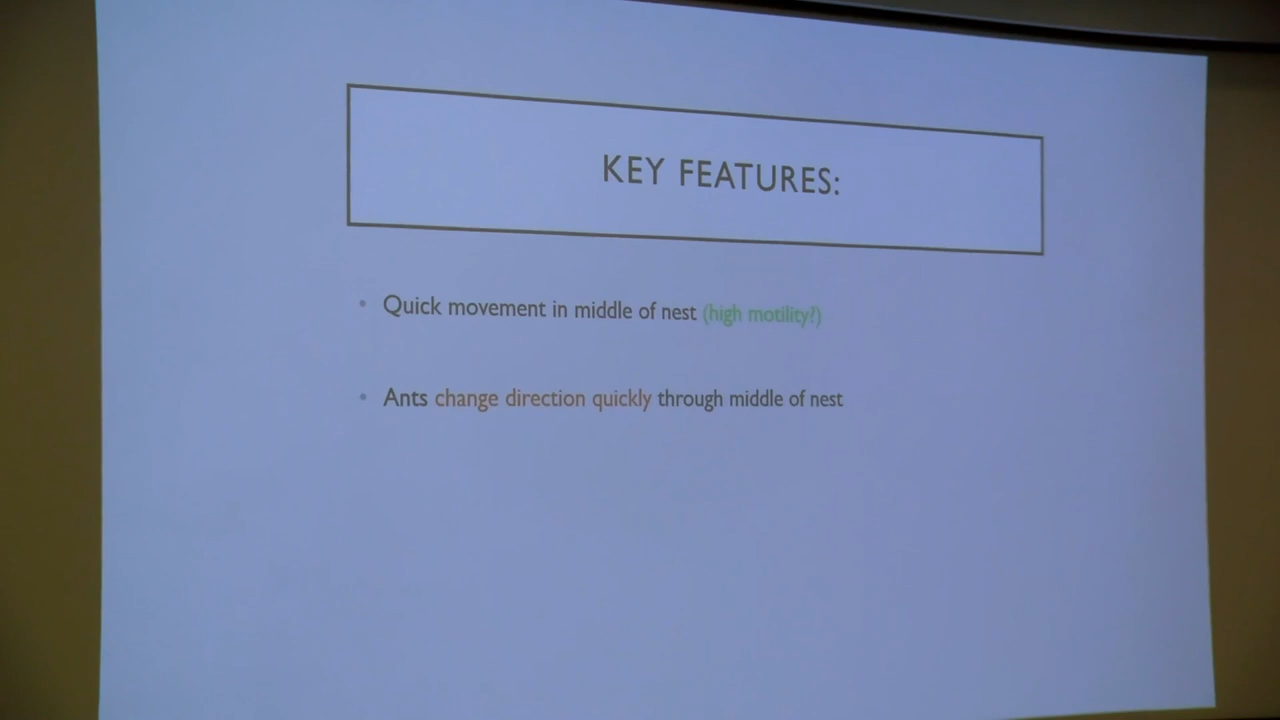 KEY FEATURES:
• Quick movement in middle of nest (high motility?)
• Ants change direction quickly through middle of nest